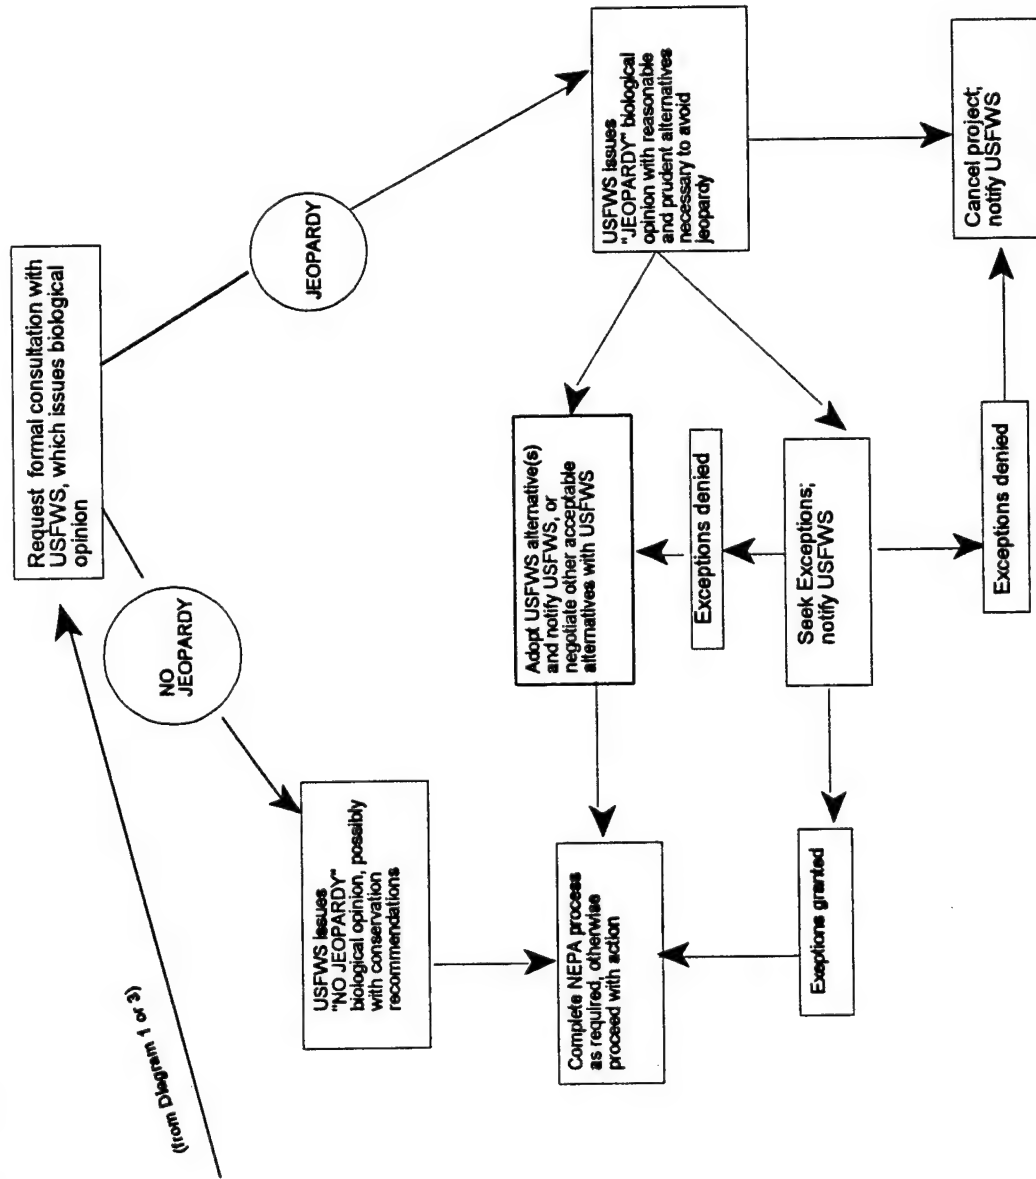 (from Diagram 1 or 3)
Request formal consultation with
USFWS, which issues biological
opinion
NO
JEOPARDY
JEOPARDY
USFWS issues
"NO JEOPARDY"
biological opinion, possibly
with conservation
recommendations
USFWS issues
"JEOPARDY" biological
opinion with reasonable
and prudent alternatives
necessary to avoid
jeopardy
Adopt USFWS alternative(s)
and notify USFWS, or
negotiate other acceptable
alternatives with USFWS
Complete NEPA process
as required, otherwise
proceed with action
Exceptions denied
Seek Exceptions;
notify USFWS
Exeptions granted
Exceptions denied
Cancel project;
notify USFWS